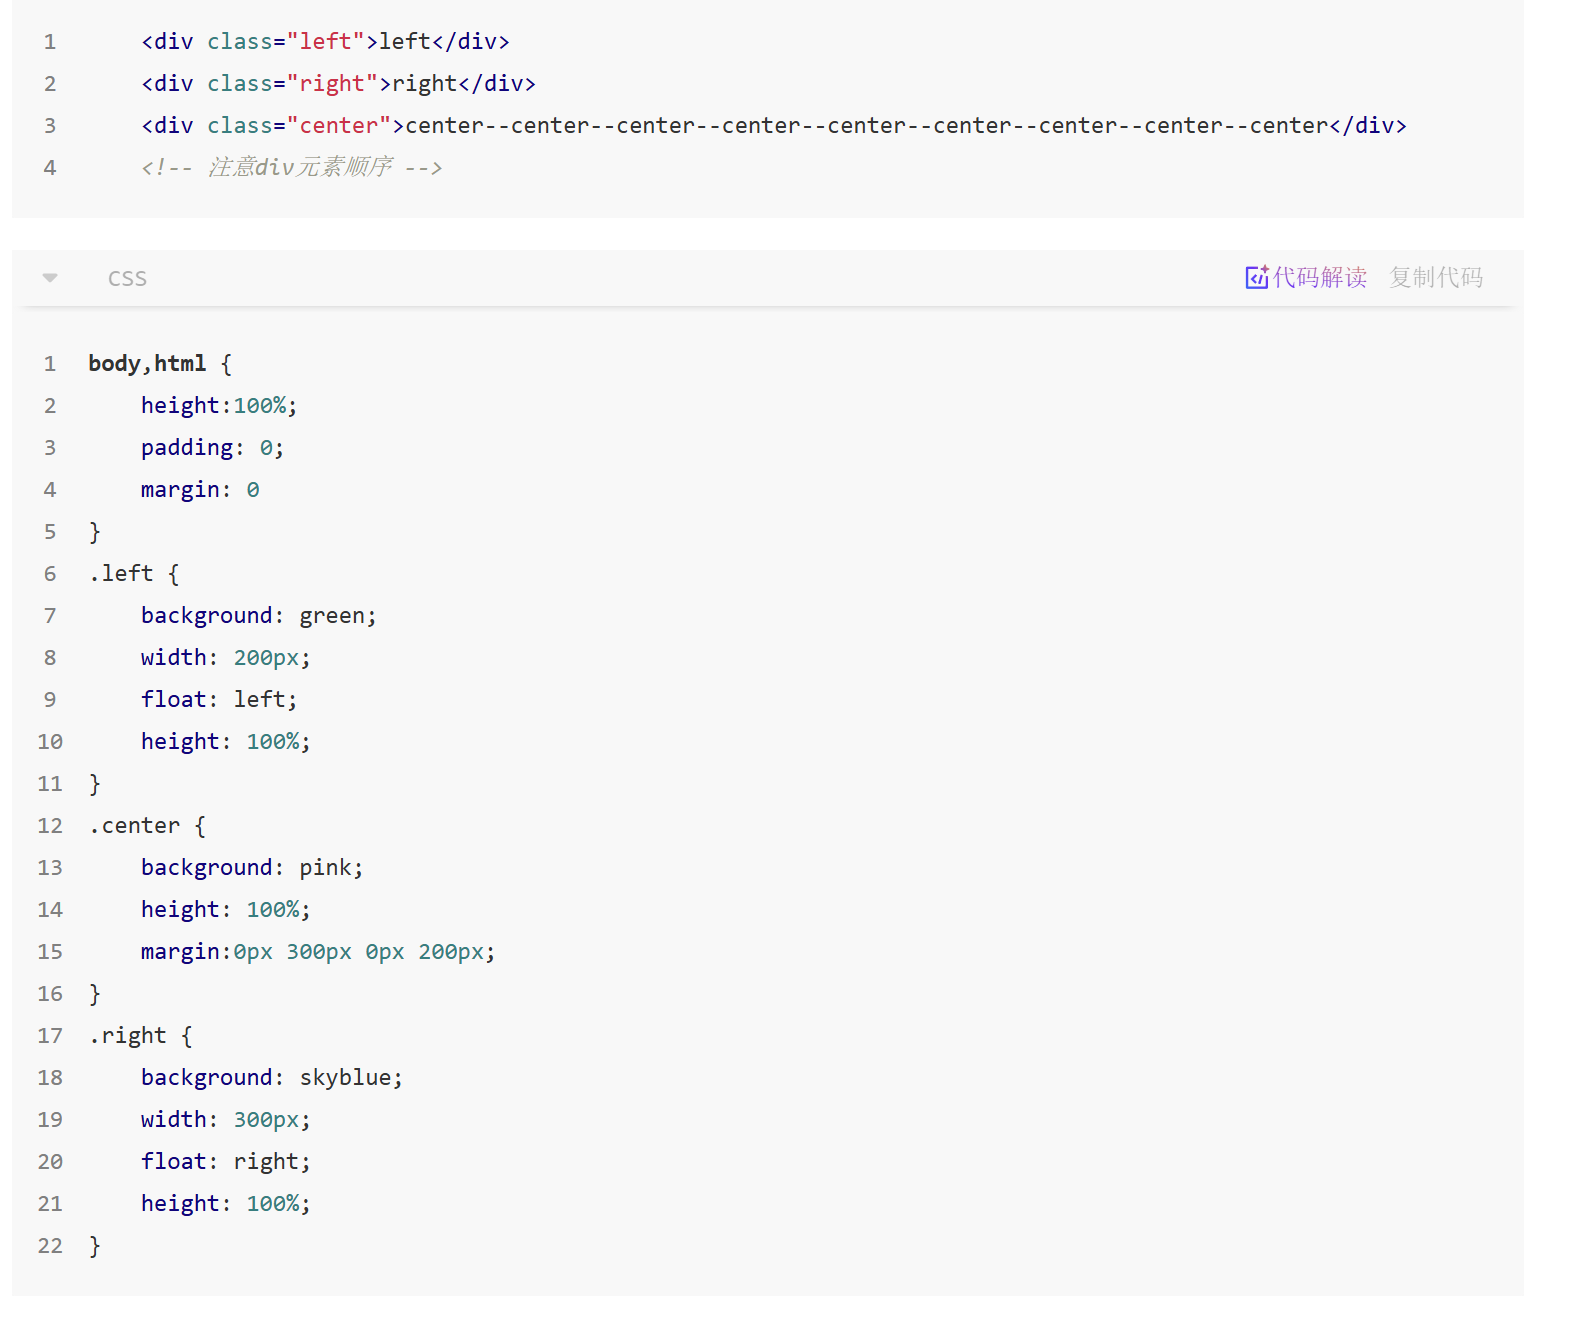 1 <div class="left">left</div>
2 <div class="right">right</div>
3 <div class="center">center--center--center--center--center--center--center--center--center</div>
4 <!-- 注意div元素顺序 -->
CSS 代码解读 复制代码
1 body,html {
2 height:100%;
3 padding: 0;
4 margin: 0
5 }
6 .left {
7 background: green;
8 width: 200px;
9 float: left;
10 height: 100%;
11 }
12 .center {
13 background: pink;
14 height: 100%;
15 margin:0px 300px 0px 200px;
16 }
17 .right {
18 background: skyblue;
19 width: 300px;
20 float: right;
21 height: 100%;
22 }